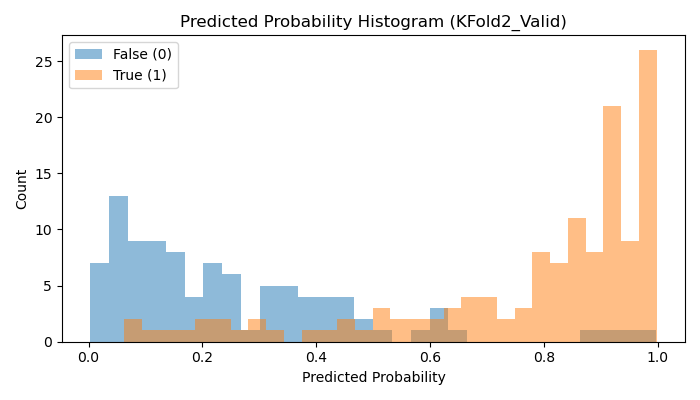 Predicted Probability Histogram (KFold2_Valid)
False (0)
True (1)
Count
25
20
15
10
5
0
0.0 0.2 0.4 0.6 0.8 1.0
Predicted Probability